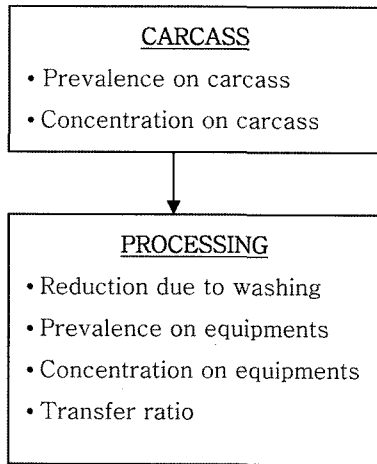 CARCASS
• Prevalence on carcass
• Concentration on carcass
PROCESSING
• Reduction due to washing
• Prevalence on equipments
• Concentration on equipments
• Transfer ratio